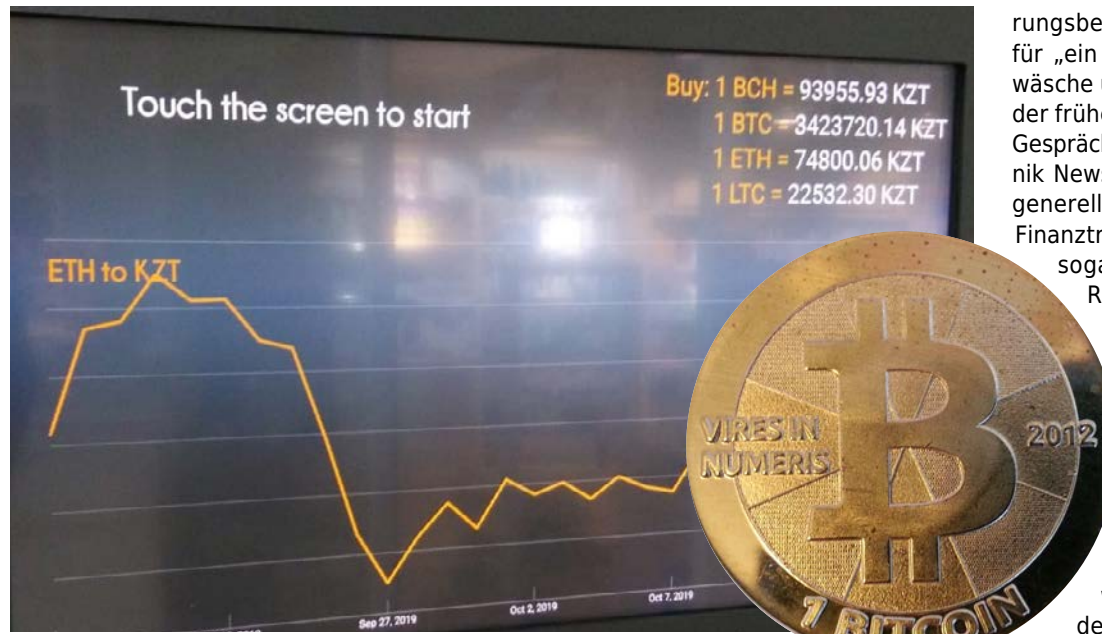 Touch the screen to start
Buy: 1 BCH = 93955.93 KZT
1 BTC = 3423720.14 KZT
1 ETH = 74800.06 KZT
1 LTC = 22532.30 KZT
ETH to KZT
Sep 27, 2019
Oct 2, 2019
Oct 7, 2019
VIRES IN
NUMERIS
2012
1 BITCOIN
für „ein
wäsche
der frühe
Gespräch
nik News
generell
Finanztr
soga
R
de